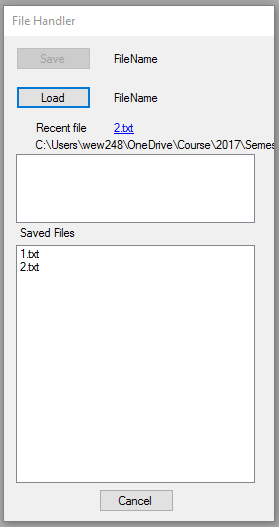 File Handler
Save FileName
Load FileName
Recent file 2.txt
C:\Users\wew248\OneDrive\Course\2017\Semes
Saved Files
1.txt
2.txt
Cancel